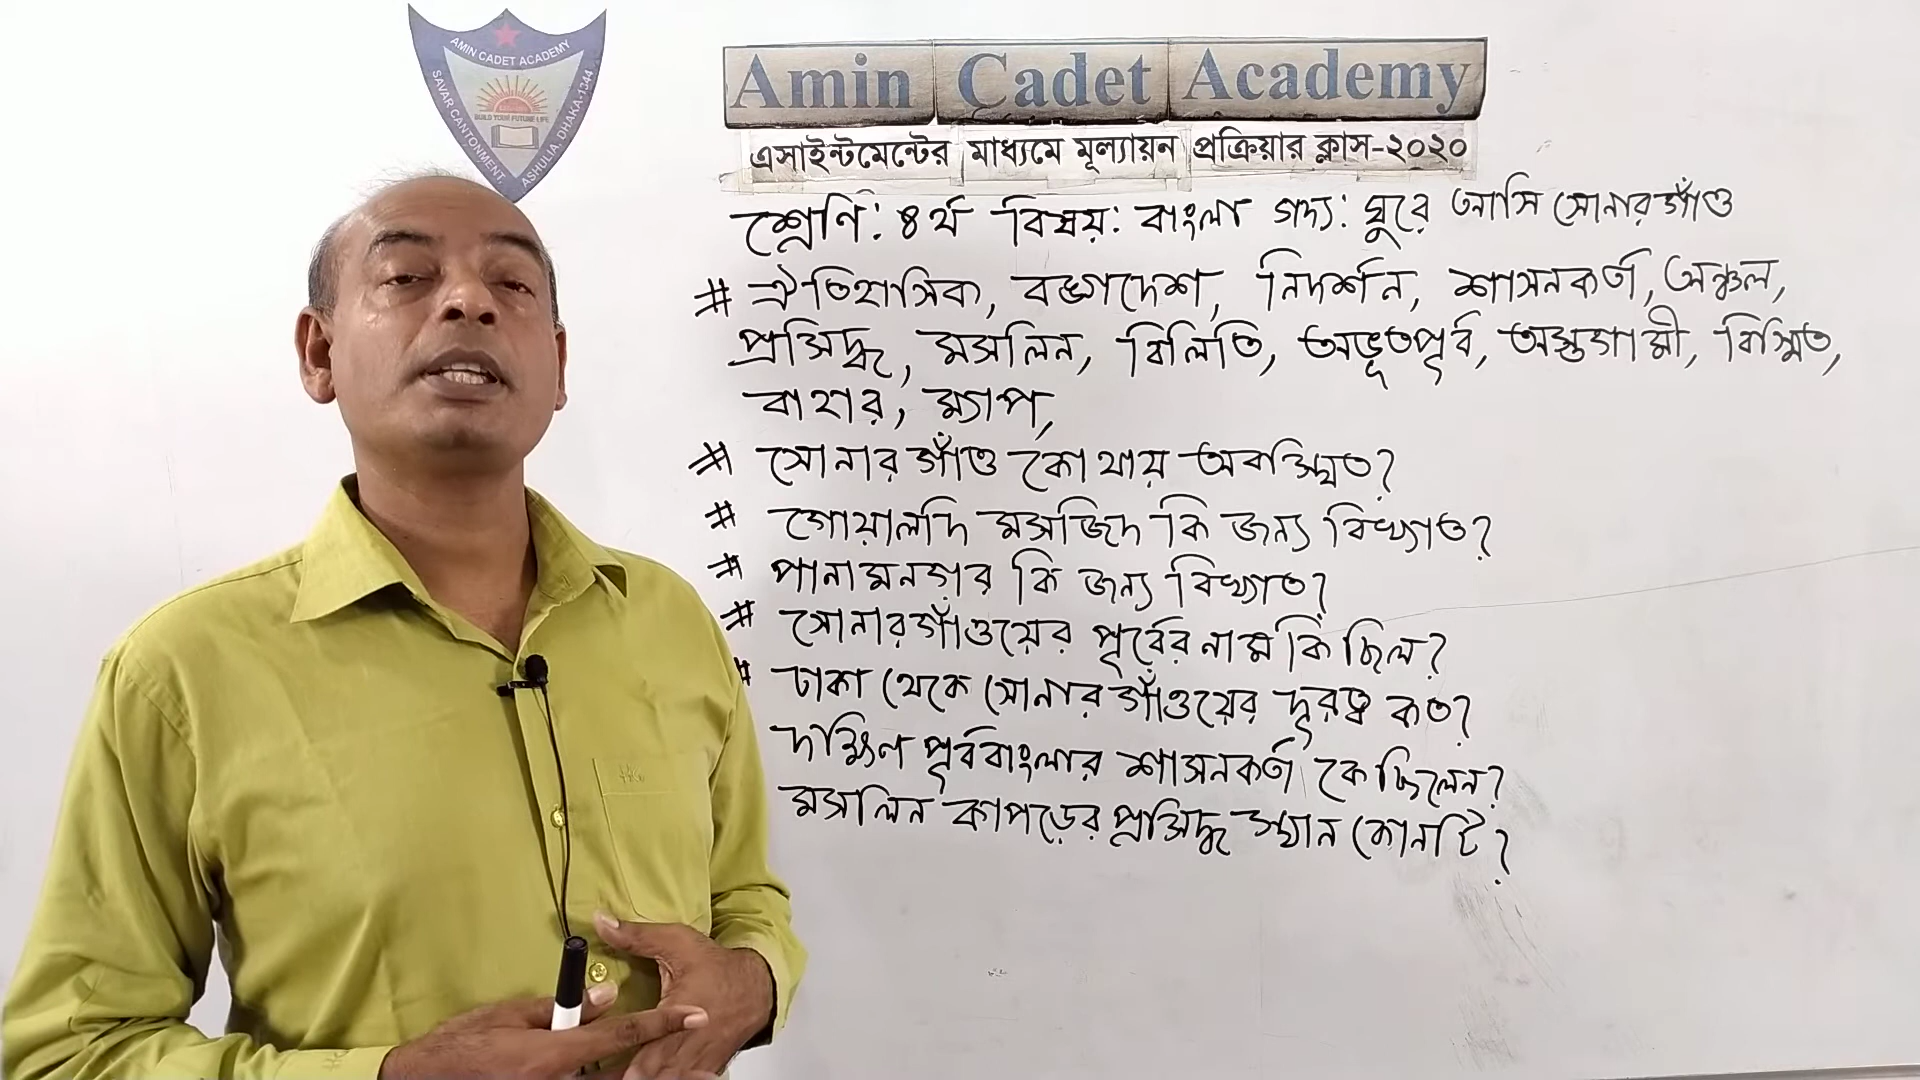 AMIN CADET ACADEMY
SAVAR CANTONMENT, ASHULIA, DHAKA-1344
BUILD YOUR FUTURE LIFE
Amin Cadet Academy
এসাইন্টমেন্টের মাধ্যমে মূল্যায়ন প্রক্রিয়ার ক্লাস-২০২০
শ্রেণি: ৪র্থ বিষয়: বাংলা গদ্য: ঘুরে আসি সোনারগাঁও
# ঐতিহাসিক, বঙ্গদেশ, নিদর্শন, শাসনকর্তা, অঞ্চল,
প্রসিদ্ধ, মসলিন, বিলিতি, অভূতপূর্ব, অস্তগামী, বিস্মিত,
বাহার, ম্যাপ,
# সোনারগাঁও কোথায় অবস্থিত?
# গোয়ালদি মসজিদ কি জন্য বিখ্যাত?
# পানামনগর কি জন্য বিখ্যাত?
# সোনারগাঁওয়ের পূর্বের নাম কি ছিল?
# ঢাকা থেকে সোনারগাঁওয়ের দূরত্ব কত?
দক্ষিণ পূর্ববাংলার শাসনকর্তা কে ছিলেন?
মসলিন কাপড়ের প্রসিদ্ধ স্থান কোনটি?